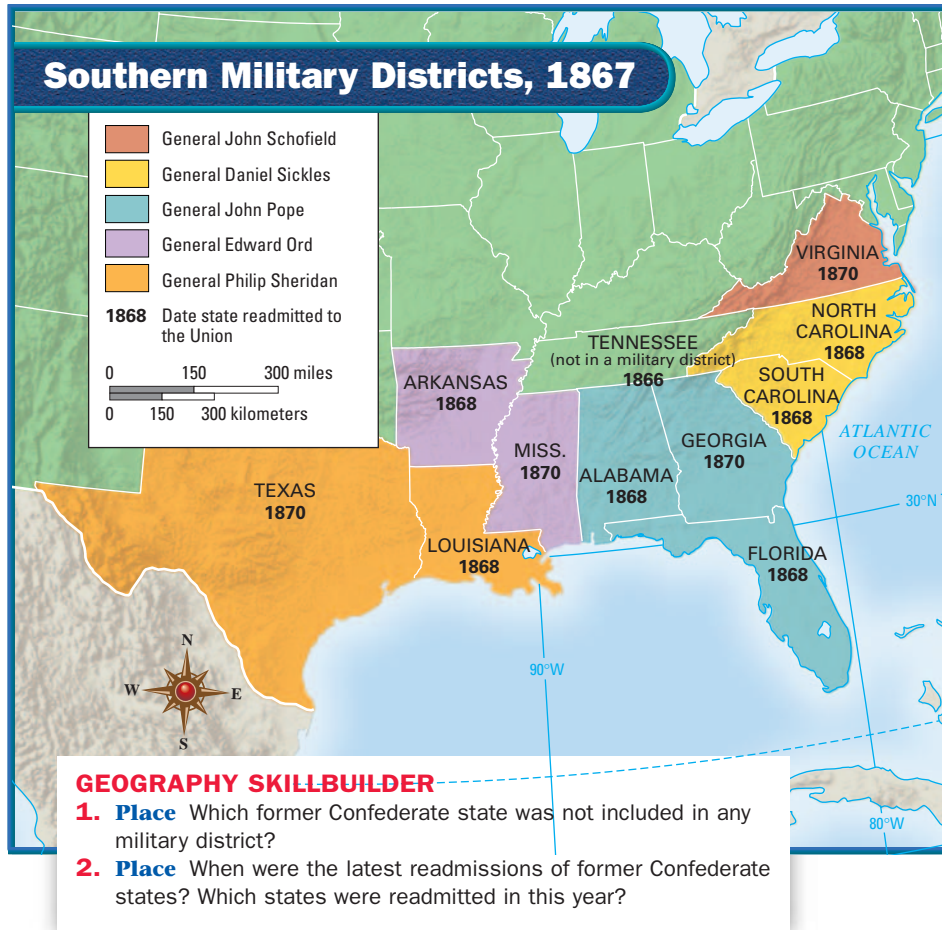 Southern Military Districts, 1867
General John Schofield
General Daniel Sickles
General John Pope
General Edward Ord
General Philip Sheridan
1868 Date state readmitted to
the Union
0 150 300 miles
0 150 300 kilometers
VIRGINIA
1870
NORTH
CAROLINA
1868
TENNESSEE
(not in a military district)
1866
SOUTH
CAROLINA
1868
ARKANSAS
1868
MISS.
1870
ALABAMA
1868
GEORGIA
1870
ATLANTIC
OCEAN
TEXAS
1870
LOUISIANA
1868
FLORIDA
1868
30°N
90°W
80°W
N
W E
S
GEOGRAPHY SKILLBUILDER
1. Place Which former Confederate state was not included in any
military district?
2. Place When were the latest readmissions of former Confederate
states? Which states were readmitted in this year?